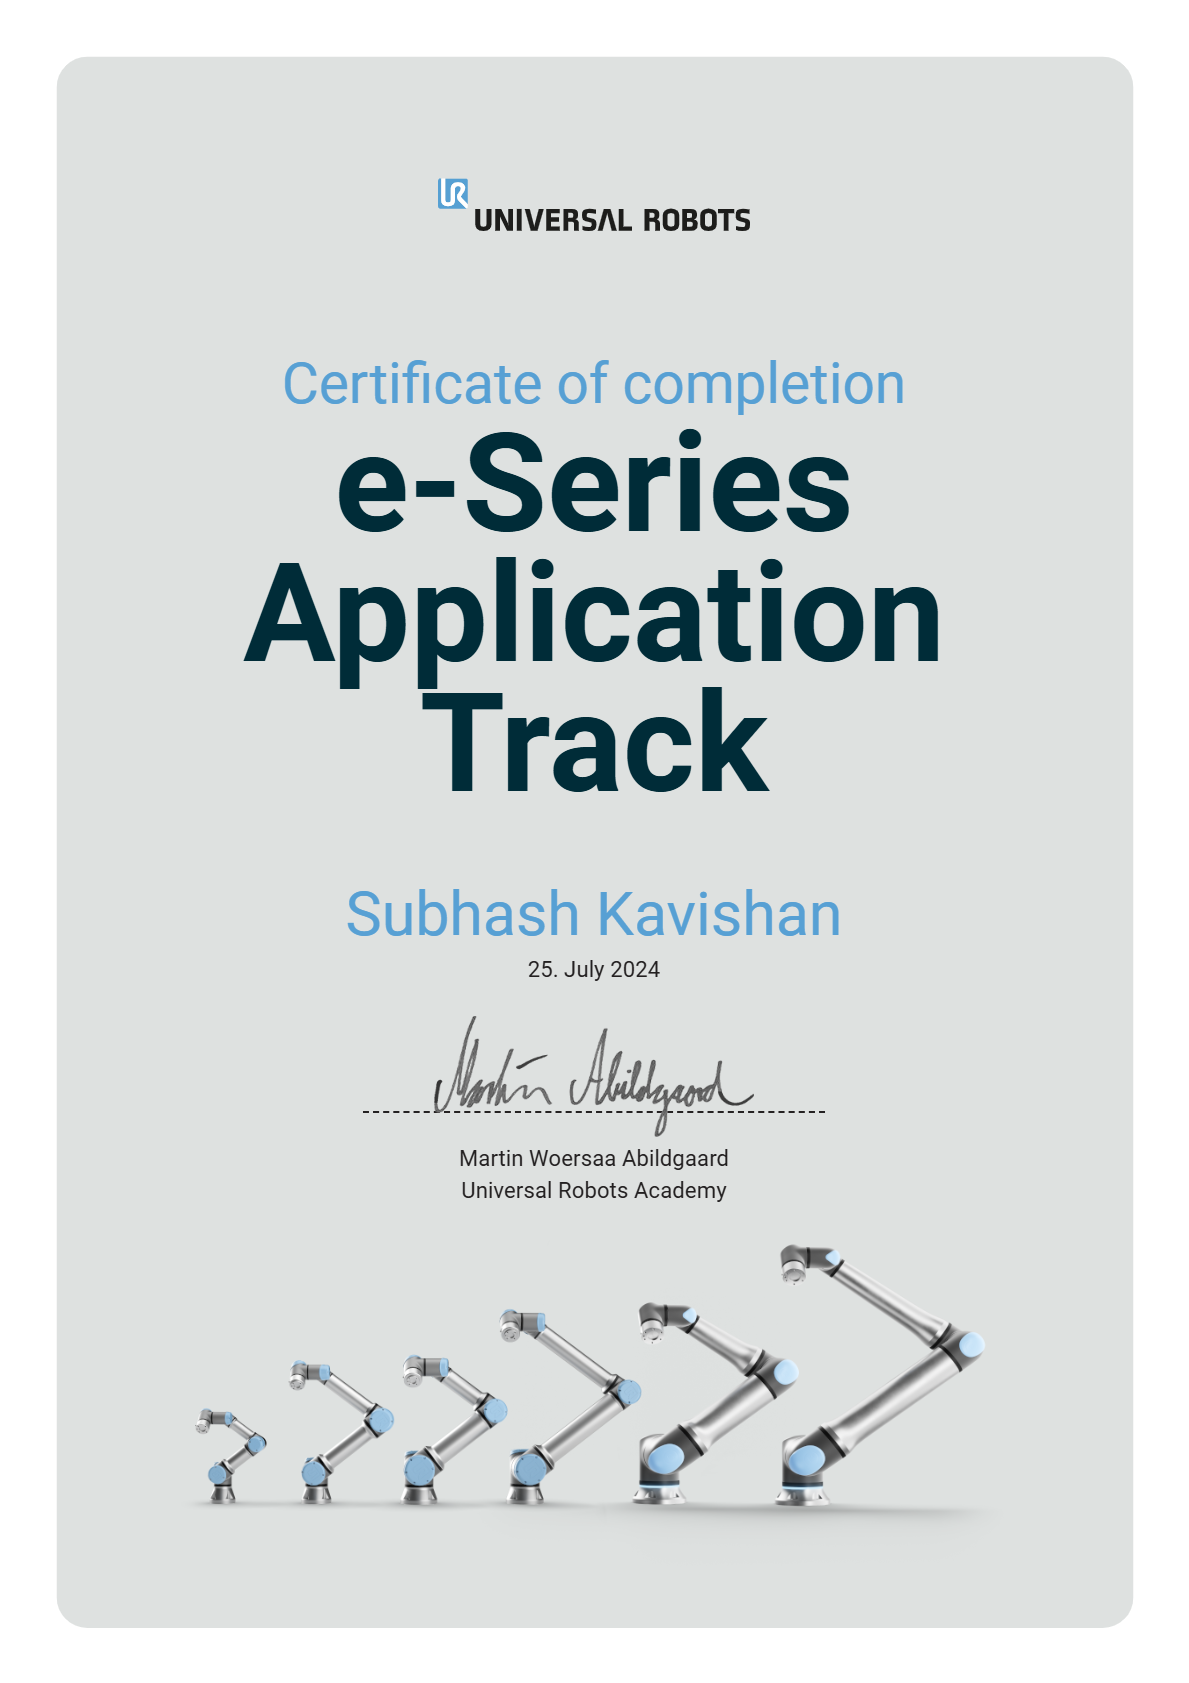 UR
UNIVERSAL ROBOTS
Certificate of completion
e-Series
Application
Track
Subhash Kavishan
25. July 2024
Martin Abildgaard
Martin Woersaa Abildgaard
Universal Robots Academy